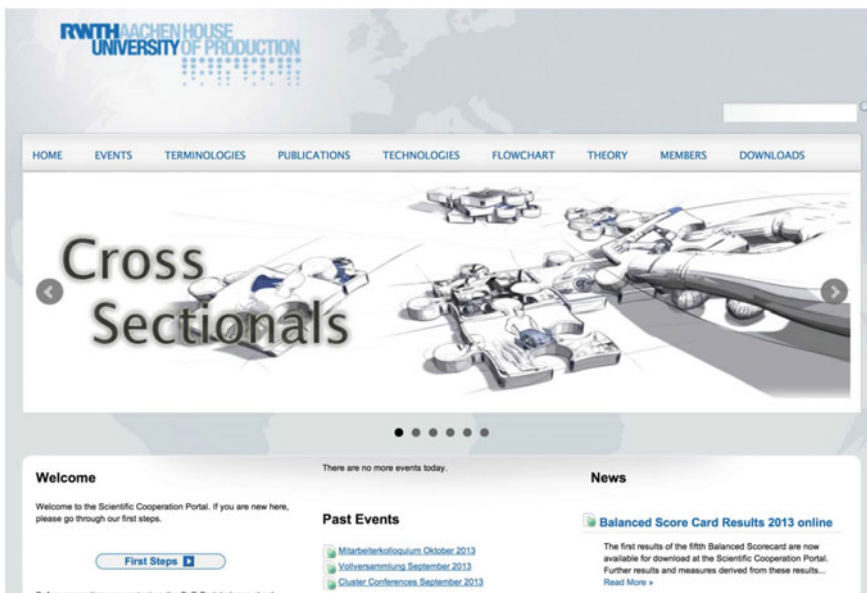 RWTH AACHEN HOUSE
UNIVERSITY OF PRODUCTION
HOME EVENTS TERMINOLOGIES PUBLICATIONS TECHNOLOGIES FLOWCHART THEORY MEMBERS DOWNLOADS
Cross
Sectionals
Welcome
Welcome to the Scientific Cooperation Portal. If you are new here,
please go through our first steps.
First Steps
There are no more events today.
Past Events
Mitarbeiterkolloquium Oktober 2013
Vollversammlung September 2013
Cluster Conferences September 2013
News
Balanced Score Card Results 2013 online
The first results of the fifth Balanced Scorecard are now
available for download at the Scientific Cooperation Portal.
Further results and measures derived from these results...
Read More »